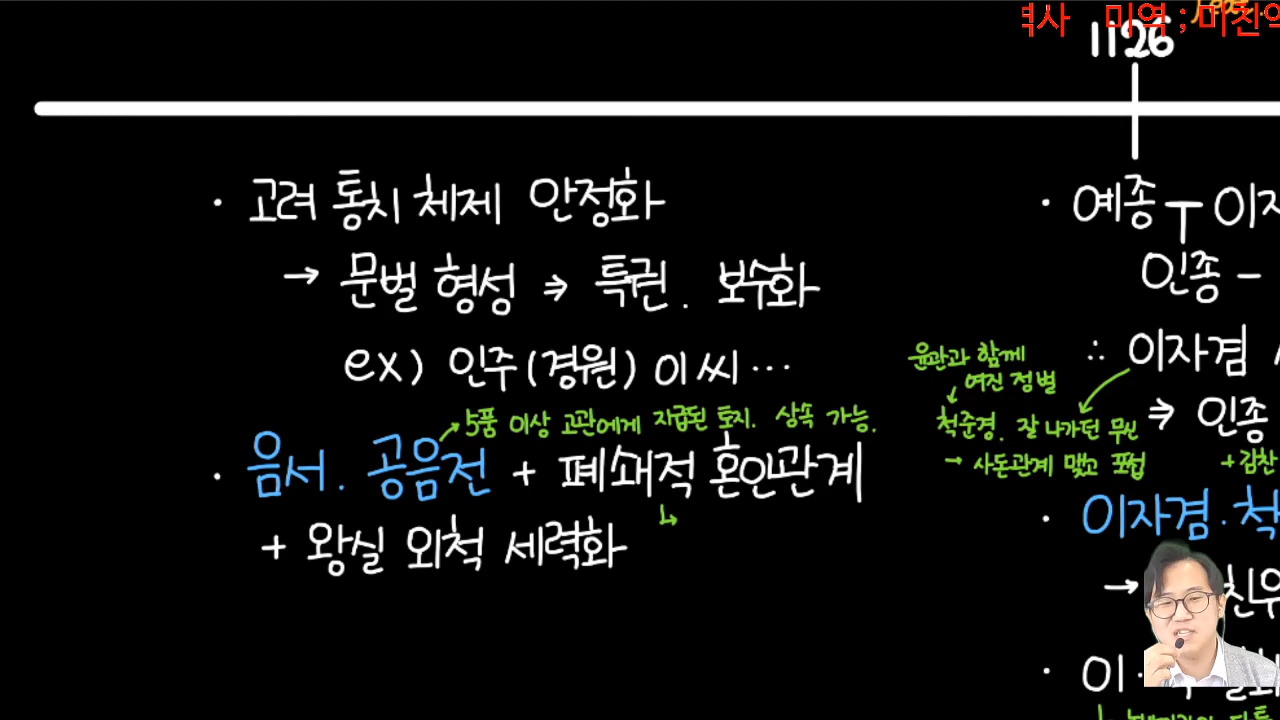 역사 미역 ; 미친역
1126
· 고려 통치 체제 안정화
→ 문벌 형성 ⇒ 특권. 보수화
ex) 인주(경원) 이씨 ···
→ 5품 이상 고관에게 지급된 토지. 상속 가능.
· 음서. 공음전 + 폐쇄적 혼인관계
+ 왕실 외척 세력화
· 예종 이자
인종 -
윤관과 함께
여진 정벌
∴ 이자겸
척준경. 잘 나가던 무신
⇒ 인종
→ 사돈관계 맺고 포섭
+ 감찬
· 이자겸·척
→ 친우
· 이·